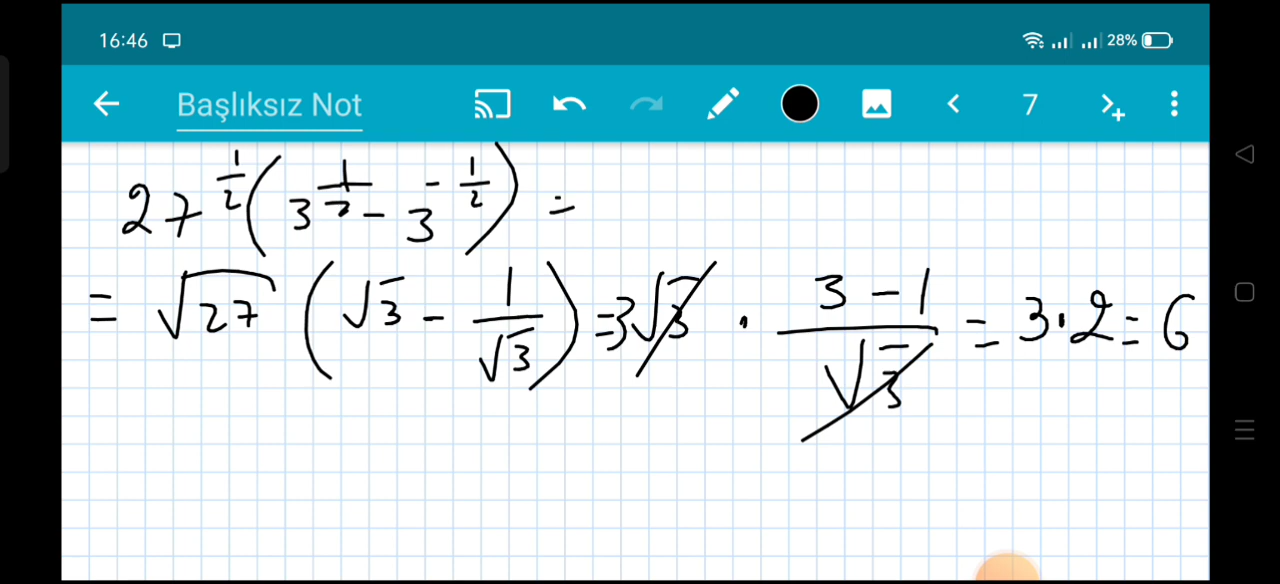 16:46 28%
Başlıksız Not 7
27^(1/2) (3^(1/2) - 3^(-1/2)) =
= √27 (√3 - 1/√3) = 3√3 · (3-1)/√3 = 3·2 = 6